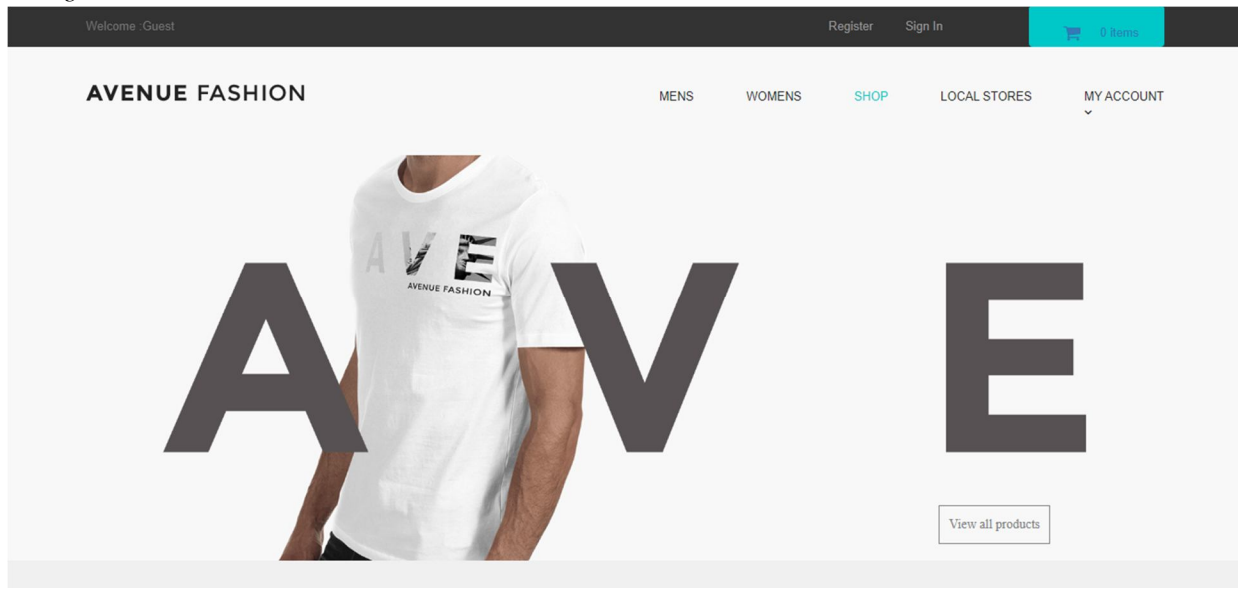 Welcome :Guest
Register
Sign In
0 items
AVENUE FASHION
MENS
WOMENS
SHOP
LOCAL STORES
MY ACCOUNT
AVE
AVENUE FASHION
A V E
View all products